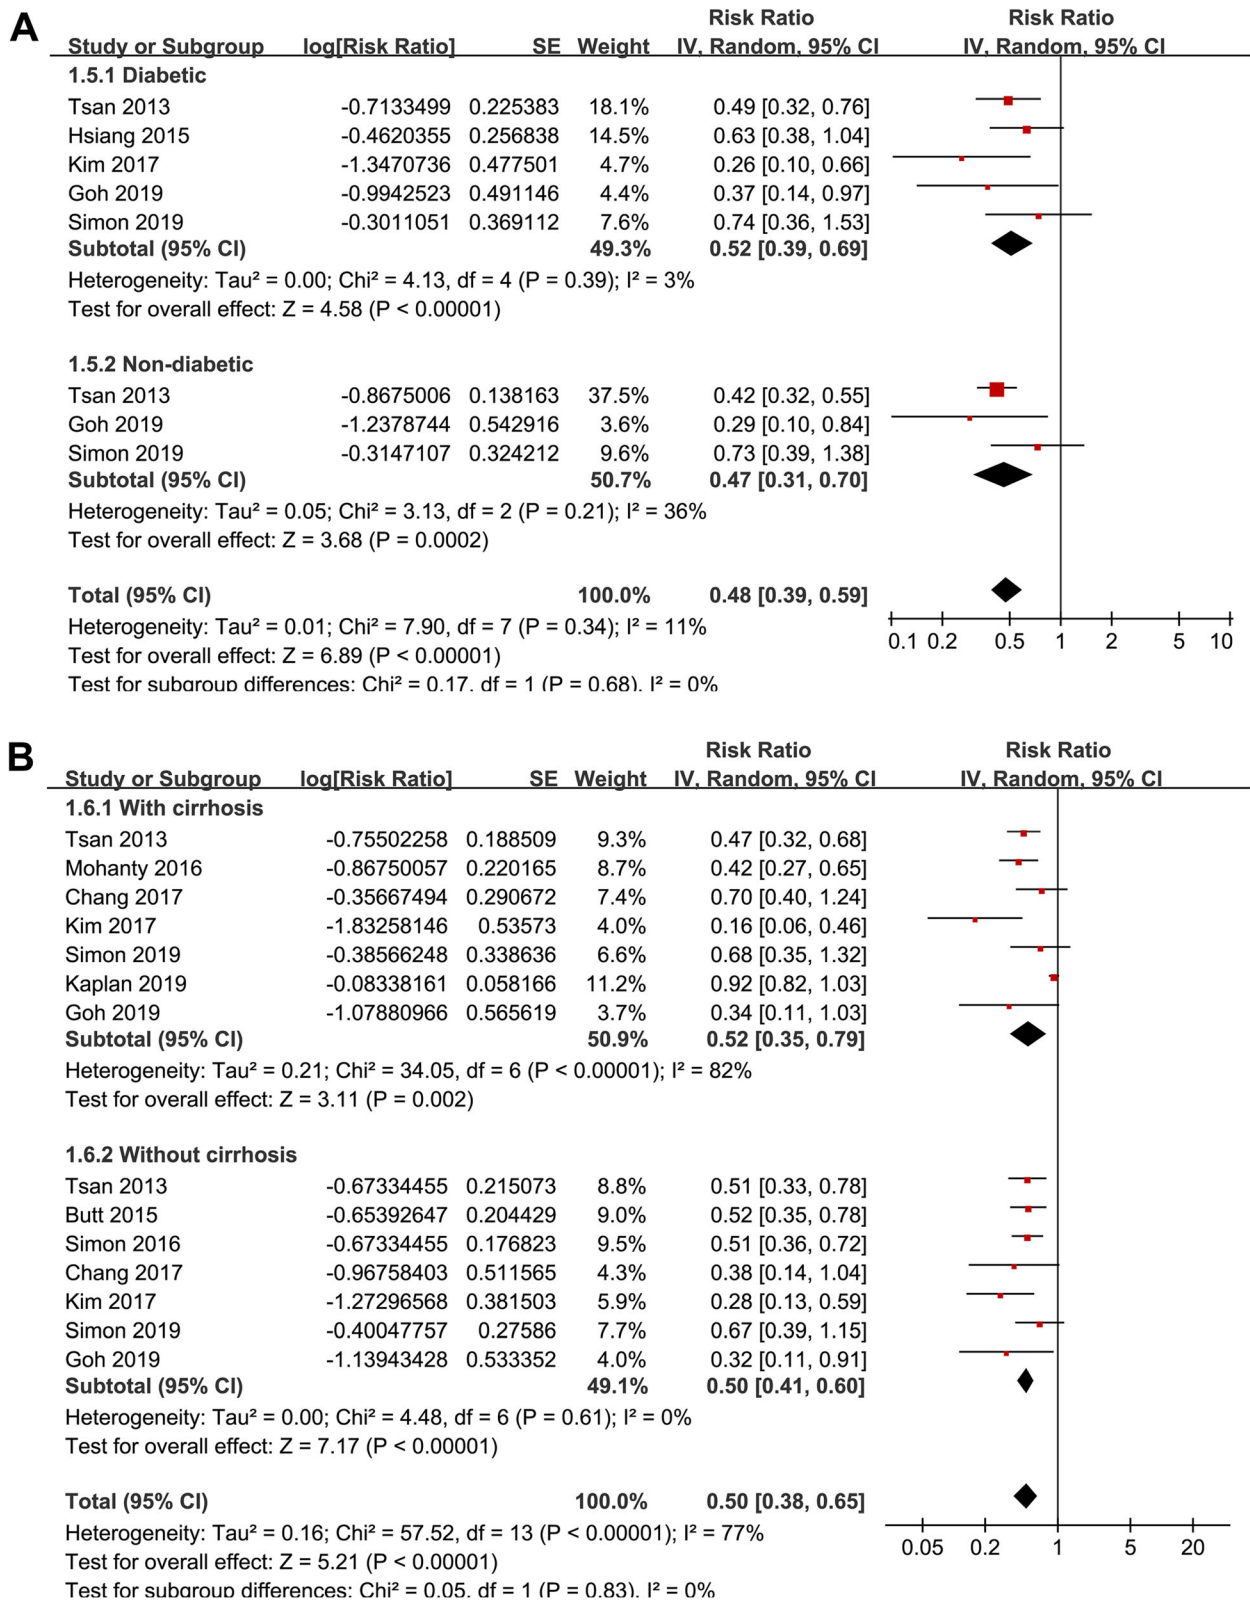 A
Risk Ratio Risk Ratio
Study or Subgroup log[Risk Ratio] SE Weight IV, Random, 95% CI IV, Random, 95% CI
1.5.1 Diabetic
Tsan 2013 -0.7133499 0.225383 18.1% 0.49 [0.32, 0.76]
Hsiang 2015 -0.4620355 0.256838 14.5% 0.63 [0.38, 1.04]
Kim 2017 -1.3470736 0.477501 4.7% 0.26 [0.10, 0.66]
Goh 2019 -0.9942523 0.491146 4.4% 0.37 [0.14, 0.97]
Simon 2019 -0.3011051 0.369112 7.6% 0.74 [0.36, 1.53]
Subtotal (95% CI) 49.3% 0.52 [0.39, 0.69]
Heterogeneity: Tau² = 0.00; Chi² = 4.13, df = 4 (P = 0.39); I² = 3%
Test for overall effect: Z = 4.58 (P < 0.00001)
1.5.2 Non-diabetic
Tsan 2013 -0.8675006 0.138163 37.5% 0.42 [0.32, 0.55]
Goh 2019 -1.2378744 0.542916 3.6% 0.29 [0.10, 0.84]
Simon 2019 -0.3147107 0.324212 9.6% 0.73 [0.39, 1.38]
Subtotal (95% CI) 50.7% 0.47 [0.31, 0.70]
Heterogeneity: Tau² = 0.05; Chi² = 3.13, df = 2 (P = 0.21); I² = 36%
Test for overall effect: Z = 3.68 (P = 0.0002)
Total (95% CI) 100.0% 0.48 [0.39, 0.59]
Heterogeneity: Tau² = 0.01; Chi² = 7.90, df = 7 (P = 0.34); I² = 11%
0.1 0.2 0.5 1 2 5 10
Test for overall effect: Z = 6.89 (P < 0.00001)
Test for subgroup differences: Chi² = 0.17, df = 1 (P = 0.68), I² = 0%
B
Risk Ratio Risk Ratio
Study or Subgroup log[Risk Ratio] SE Weight IV, Random, 95% CI IV, Random, 95% CI
1.6.1 With cirrhosis
Tsan 2013 -0.75502258 0.188509 9.3% 0.47 [0.32, 0.68]
Mohanty 2016 -0.86750057 0.220165 8.7% 0.42 [0.27, 0.65]
Chang 2017 -0.35667494 0.290672 7.4% 0.70 [0.40, 1.24]
Kim 2017 -1.83258146 0.53573 4.0% 0.16 [0.06, 0.46]
Simon 2019 -0.38566248 0.338636 6.6% 0.68 [0.35, 1.32]
Kaplan 2019 -0.08338161 0.058166 11.2% 0.92 [0.82, 1.03]
Goh 2019 -1.07880966 0.565619 3.7% 0.34 [0.11, 1.03]
Subtotal (95% CI) 50.9% 0.52 [0.35, 0.79]
Heterogeneity: Tau² = 0.21; Chi² = 34.05, df = 6 (P < 0.00001); I² = 82%
Test for overall effect: Z = 3.11 (P = 0.002)
1.6.2 Without cirrhosis
Tsan 2013 -0.67334455 0.215073 8.8% 0.51 [0.33, 0.78]
Butt 2015 -0.65392647 0.204429 9.0% 0.52 [0.35, 0.78]
Simon 2016 -0.67334455 0.176823 9.5% 0.51 [0.36, 0.72]
Chang 2017 -0.96758403 0.511565 4.3% 0.38 [0.14, 1.04]
Kim 2017 -1.27296568 0.381503 5.9% 0.28 [0.13, 0.59]
Simon 2019 -0.40047757 0.27586 7.7% 0.67 [0.39, 1.15]
Goh 2019 -1.13943428 0.533352 4.0% 0.32 [0.11, 0.91]
Subtotal (95% CI) 49.1% 0.50 [0.41, 0.60]
Heterogeneity: Tau² = 0.00; Chi² = 4.48, df = 6 (P = 0.61); I² = 0%
Test for overall effect: Z = 7.17 (P < 0.00001)
Total (95% CI) 100.0% 0.50 [0.38, 0.65]
Heterogeneity: Tau² = 0.16; Chi² = 57.52, df = 13 (P < 0.00001); I² = 77%
0.05 0.2 1 5 20
Test for overall effect: Z = 5.21 (P < 0.00001)
Test for subgroup differences: Chi² = 0.05, df = 1 (P = 0.83), I² = 0%